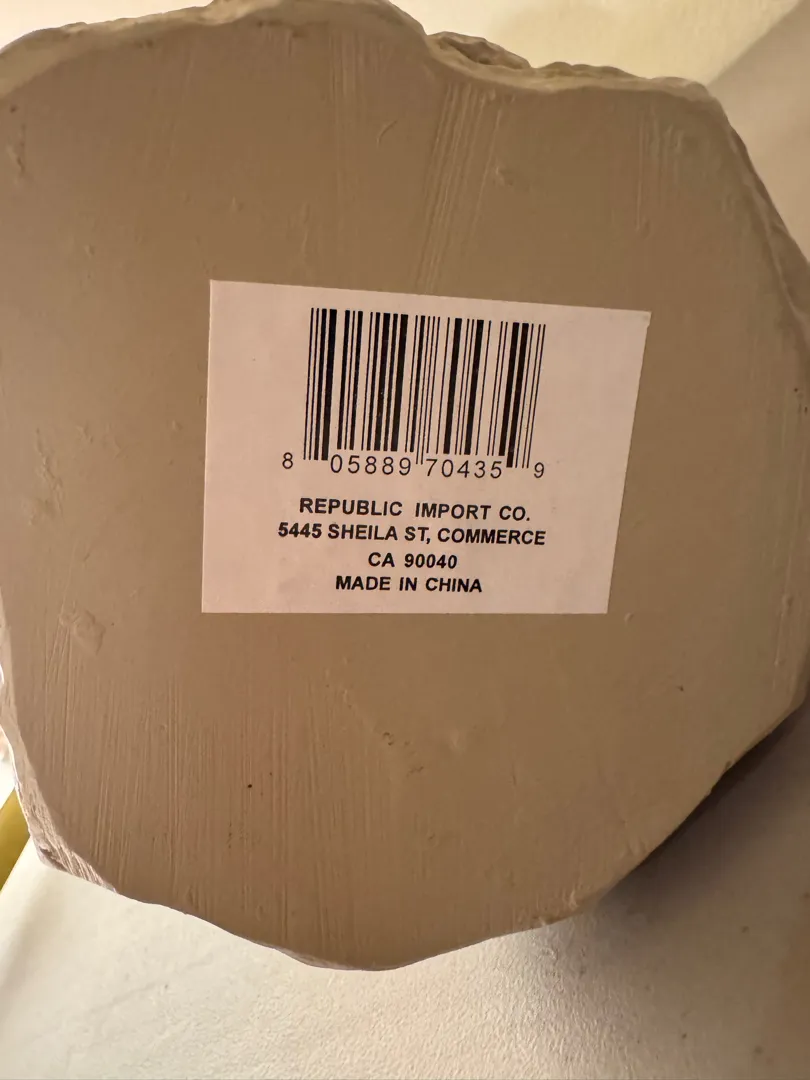 8 05889 70435 9
REPUBLIC IMPORT CO.
5445 SHEILA ST, COMMERCE
CA 90040
MADE IN CHINA